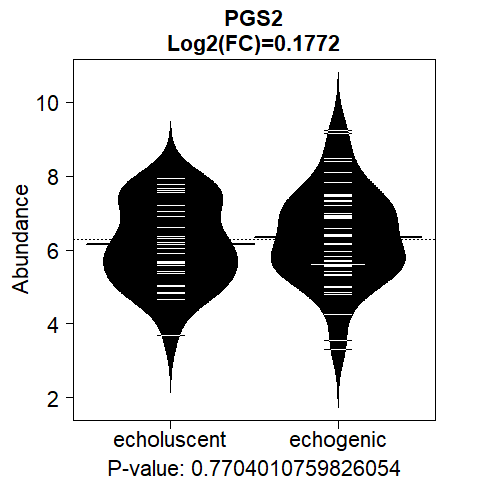 PGS2
Log2(FC)=0.1772
Abundance
10
8
6
4
2
echoluscent echogenic
P-value: 0.7704010759826054